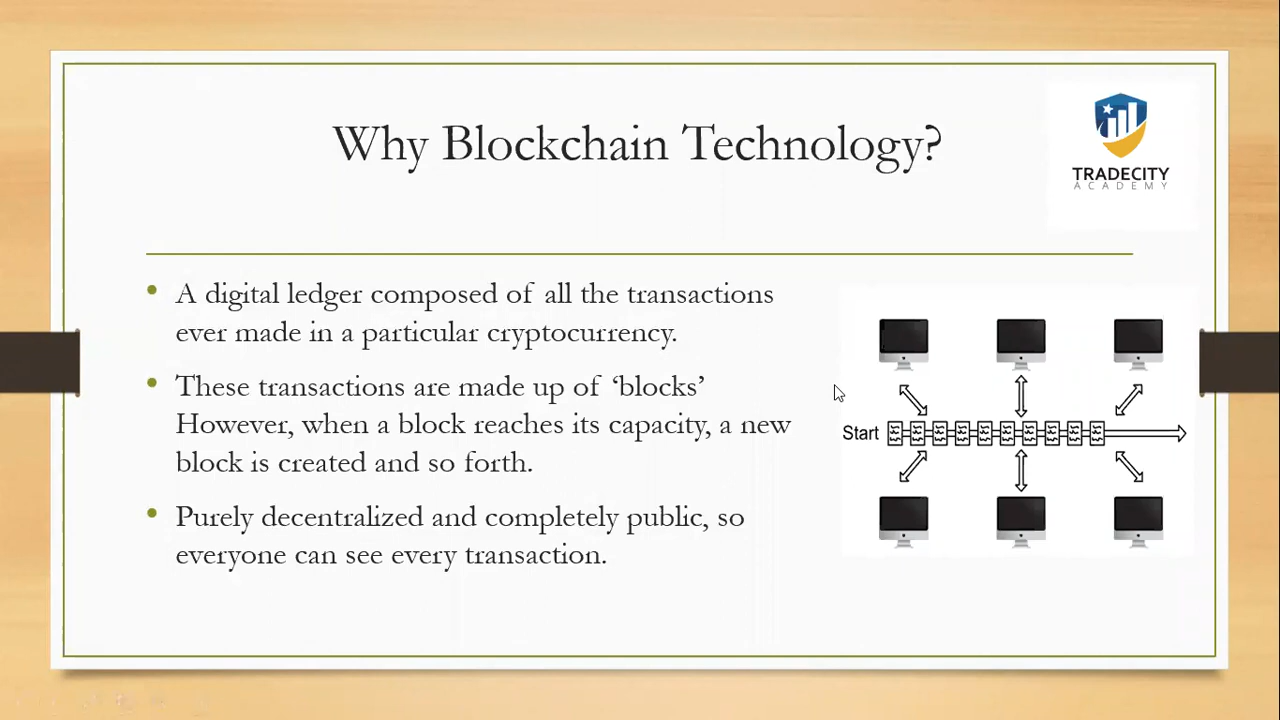 Why Blockchain Technology?
TRADECITY
ACADEMY
• A digital ledger composed of all the transactions
ever made in a particular cryptocurrency.
• These transactions are made up of ‘blocks’
However, when a block reaches its capacity, a new
block is created and so forth.
• Purely decentralized and completely public, so
everyone can see every transaction.
Start